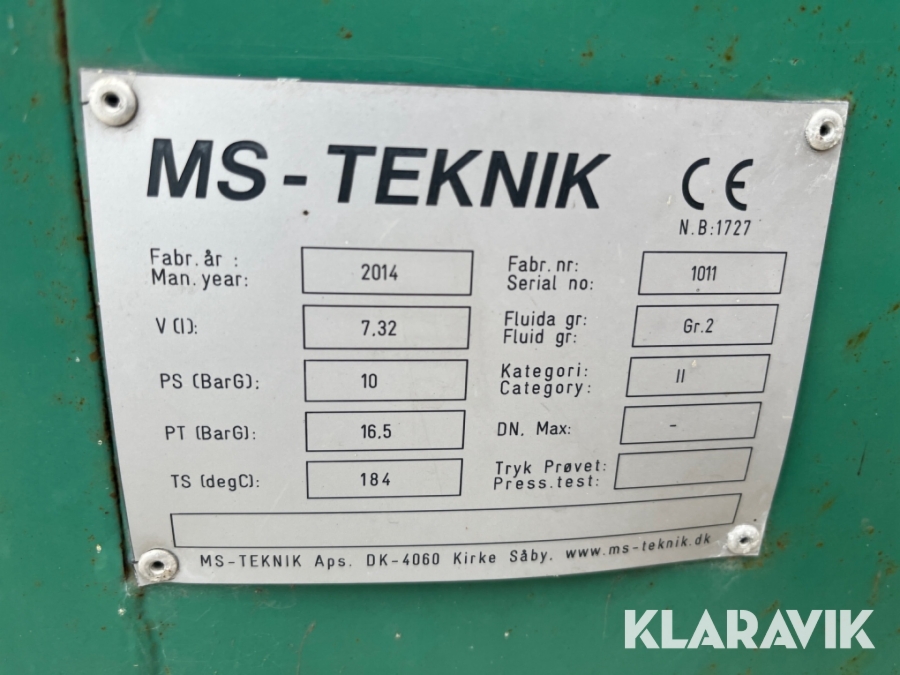 MS-TEKNIK
CE
N.B:1727
Fabr. år :
Man. year:
2014
Fabr. nr:
Serial no:
1011
V (l):
7.32
Fluida gr:
Fluid gr:
Gr.2
PS (BarG):
10
Kategori:
Category:
II
PT (BarG):
16.5
DN. Max:
-
TS (degC):
184
Tryk Prøvet:
Press.test:
MS-TEKNIK Aps. DK-4060 Kirke Såby. www.ms-teknik.dk
KLARAVIK